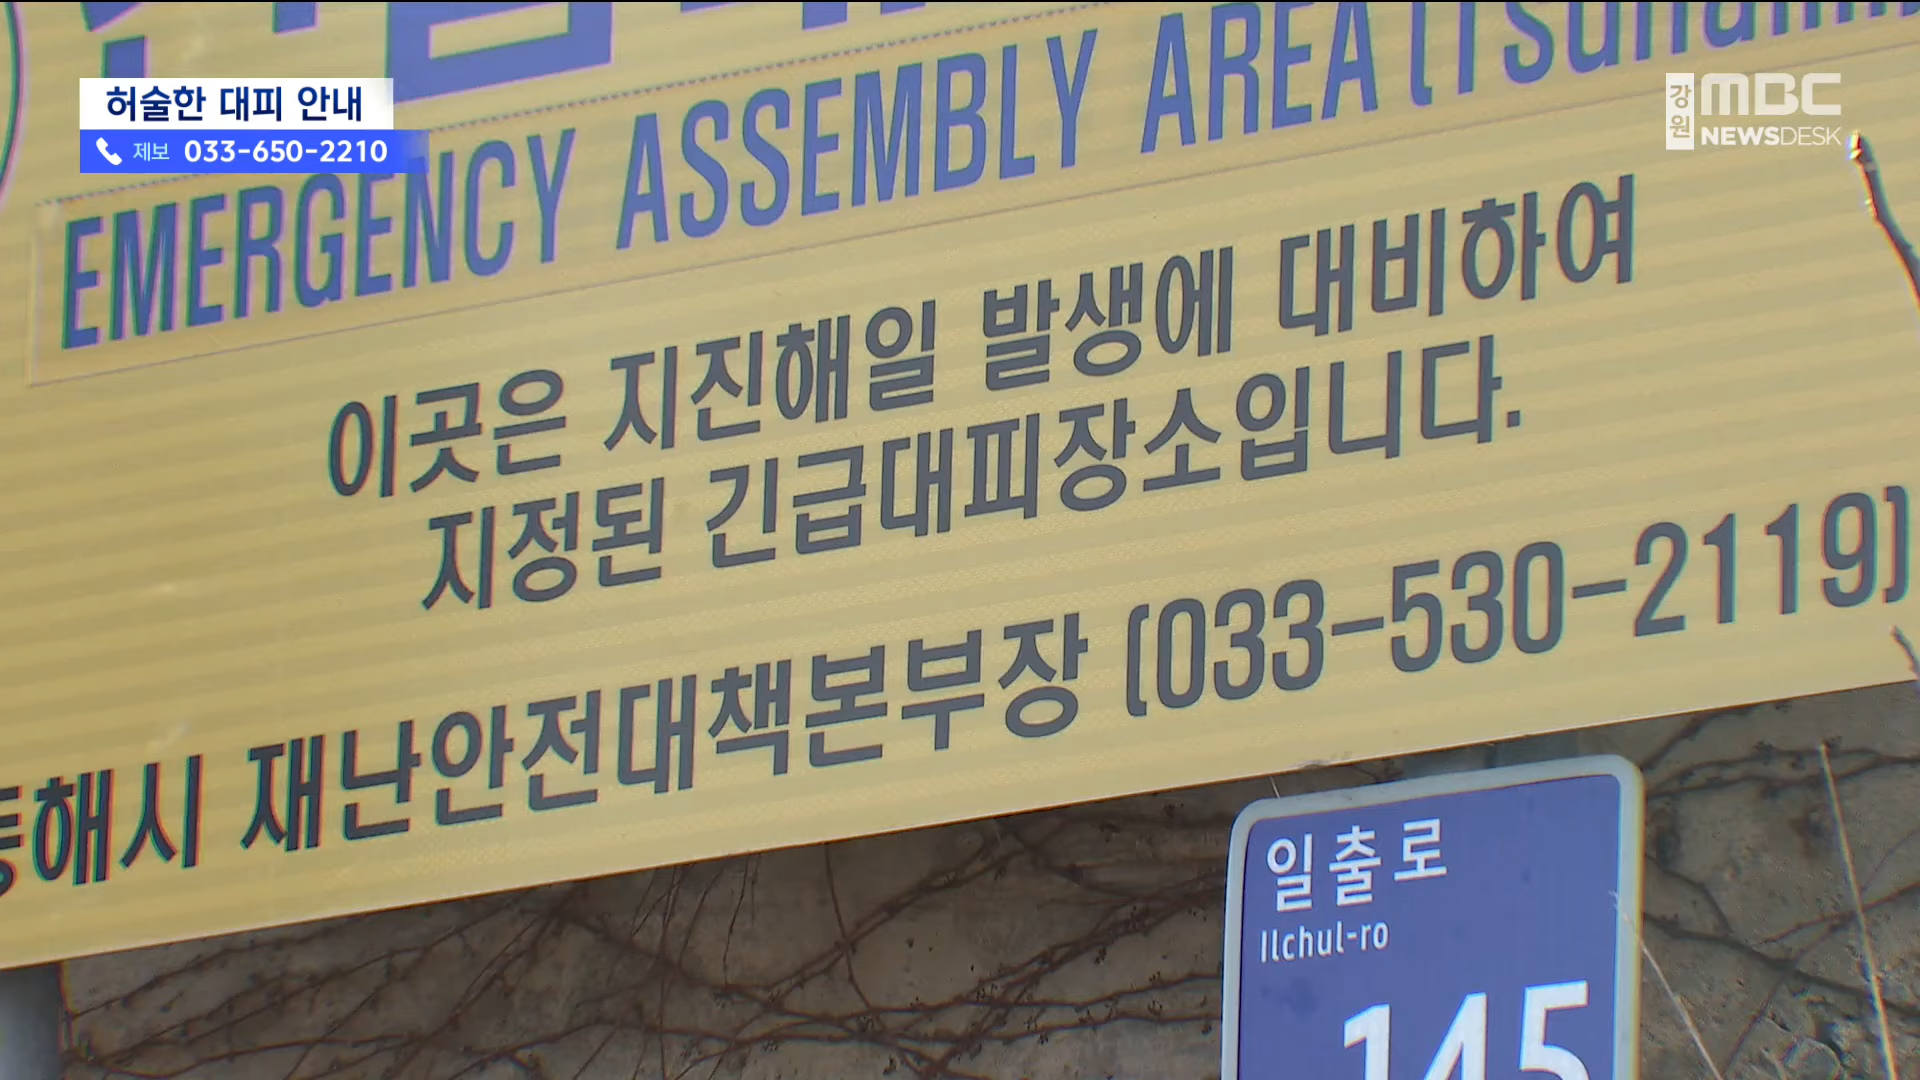 허술한 대피 안내
제보 033-650-2210
강원 MBC
NEWSDESK
EMERGENCY ASSEMBLY AREA (Tsunami
이곳은 지진해일 발생에 대비하여
지정된 긴급대피장소입니다.
동해시 재난안전대책본부장 (033-530-2119)
일출로
Ilchul-ro
145